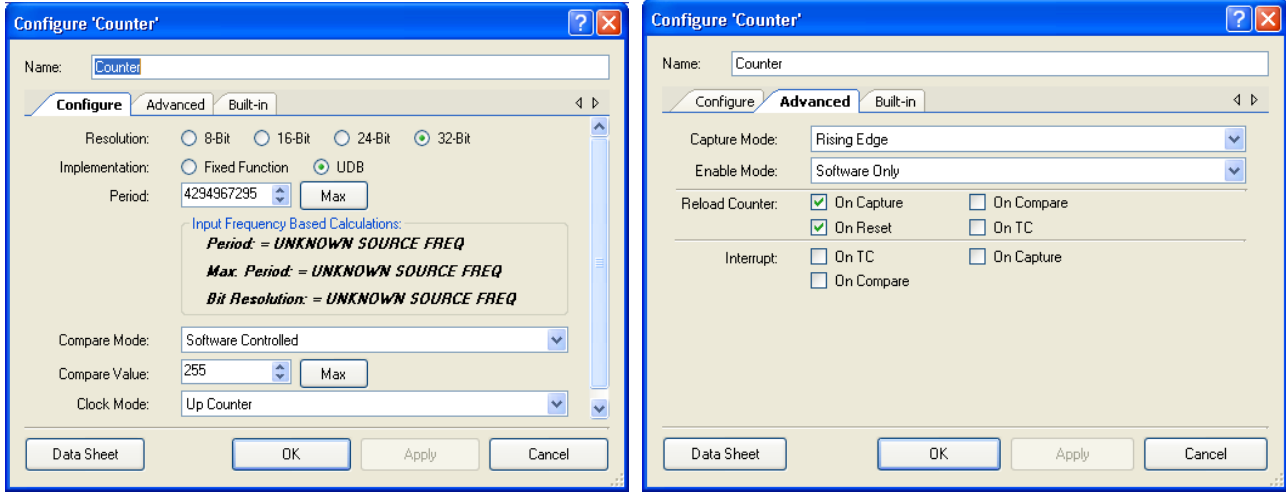 Configure 'Counter'
Name: Counter
Configure Advanced Built-in
Resolution: 8-Bit 16-Bit 24-Bit 32-Bit
Implementation: Fixed Function UDB
Period: 4294967295 Max
Input Frequency Based Calculations:
Period: = UNKNOWN SOURCE FREQ
Max. Period: = UNKNOWN SOURCE FREQ
Bit Resolution: = UNKNOWN SOURCE FREQ
Compare Mode: Software Controlled
Compare Value: 255 Max
Clock Mode: Up Counter
Data Sheet OK Apply Cancel
Configure 'Counter'
Name: Counter
Configure Advanced Built-in
Capture Mode: Rising Edge
Enable Mode: Software Only
Reload Counter: On Capture On Compare
On Reset On TC
Interrupt: On TC On Capture
On Compare
Data Sheet OK Apply Cancel